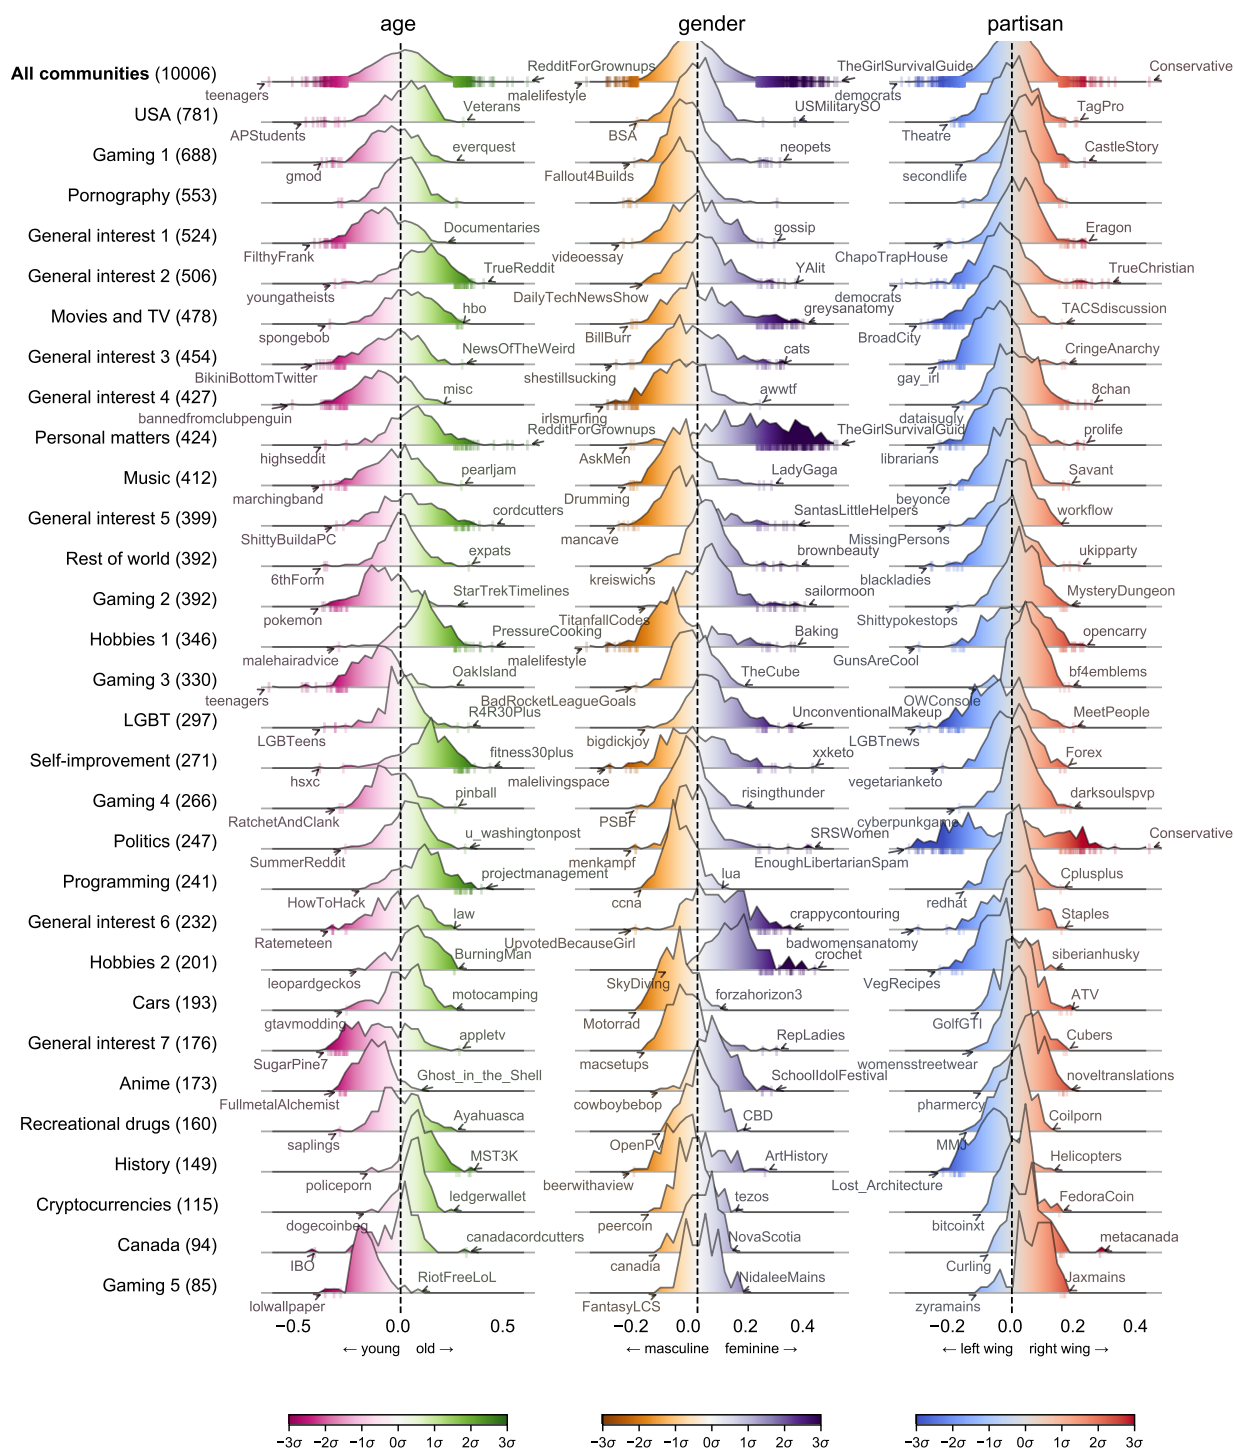 age gender partisan
All communities (10006) teenagers RedditForGrownups malelifestyle TheGirlSurvivalGuide democrats Conservative
USA (781) APStudents Veterans BSA USMilitarySO Theatre TagPro
Gaming 1 (688) gmod everquest Fallout4Builds neopets secondlife CastleStory
Pornography (553)
General interest 1 (524) FilthyFrank Documentaries videoessay gossip ChapoTrapHouse Eragon
General interest 2 (506) youngatheists TrueReddit DailyTechNewsShow YAlit democrats TrueChristian
Movies and TV (478) spongebob hbo BillBurr greysanatomy BroadCity TACSdiscussion
General interest 3 (454) BikiniBottomTwitter NewsOfTheWeird shestillsucking cats gay_irl CringeAnarchy
General interest 4 (427) bannedfromclubpenguin misc irlsmurfing awwtf dataisugly 8chan
Personal matters (424) highseddit RedditForGrownups AskMen TheGirlSurvivalGuid librarians prolife
Music (412) marchingband pearljam Drumming LadyGaga beyonce Savant
General interest 5 (399) ShittyBuildaPC cordcutters mancave SantasLittleHelpers MissingPersons workflow
Rest of world (392) 6thForm expats kreiswichs brownbeauty blackladies ukipparty
Gaming 2 (392) pokemon StarTrekTimelines TitanfallCodes sailormoon Shittypokestops MysteryDungeon
Hobbies 1 (346) malehairadvice PressureCooking malelifestyle Baking GunsAreCool opencarry
Gaming 3 (330) teenagers OakIsland BadRocketLeagueGoals TheCube OWConsole bf4emblems
LGBT (297) LGBTeens R4R30Plus bigdickjoy UnconventionalMakeup LGBTnews MeetPeople
Self-improvement (271) hsxc fitness30plus malelivingspace xxketo vegetarianketo Forex
Gaming 4 (266) RatchetAndClank pinball PSBF risingthunder cyberpunkgame darksoulspvp
Politics (247) SummerReddit u_washingtonpost menkampf SRSWomen EnoughLibertarianSpam Conservative
Programming (241) HowToHack projectmanagement ccna lua redhat Cplusplus
General interest 6 (232) Ratemeteen law UpvotedBecauseGirl crappycontouring badwomensanatomy Staples
Hobbies 2 (201) leopardgeckos BurningMan SkyDiving crochet VegRecipes siberianhusky
Cars (193) gtavmodding motocamping Motorrad forzahorizon3 GolfGTI ATV
General interest 7 (176) SugarPine7 appletv macsetups RepLadies womensstreetwear Cubers
Anime (173) FullmetalAlchemist Ghost_in_the_Shell cowboybebop SchoolIdolFestival pharmercy noveltranslations
Recreational drugs (160) saplings Ayahuasca OpenPV CBD MMJ Coilporn
History (149) policeporn MST3K beerwithaview ArtHistory Lost_Architecture Helicopters
Cryptocurrencies (115) dogecoinbeg ledgerwallet peercoin tezos bitcoinxt FedoraCoin
Canada (94) IBO canadacordcutters canadia NovaScotia Curling metacanada
Gaming 5 (85) lolwallpaper RiotFreeLoL FantasyLCS NidaleeMains zyramains Jaxmains
−0.5 0.0 0.5 −0.2 0.0 0.2 0.4 −0.2 0.0 0.2 0.4
← young old → ← masculine feminine → ← left wing right wing →
−3σ −2σ −1σ 0σ 1σ 2σ 3σ −3σ −2σ −1σ 0σ 1σ 2σ 3σ −3σ −2σ −1σ 0σ 1σ 2σ 3σ